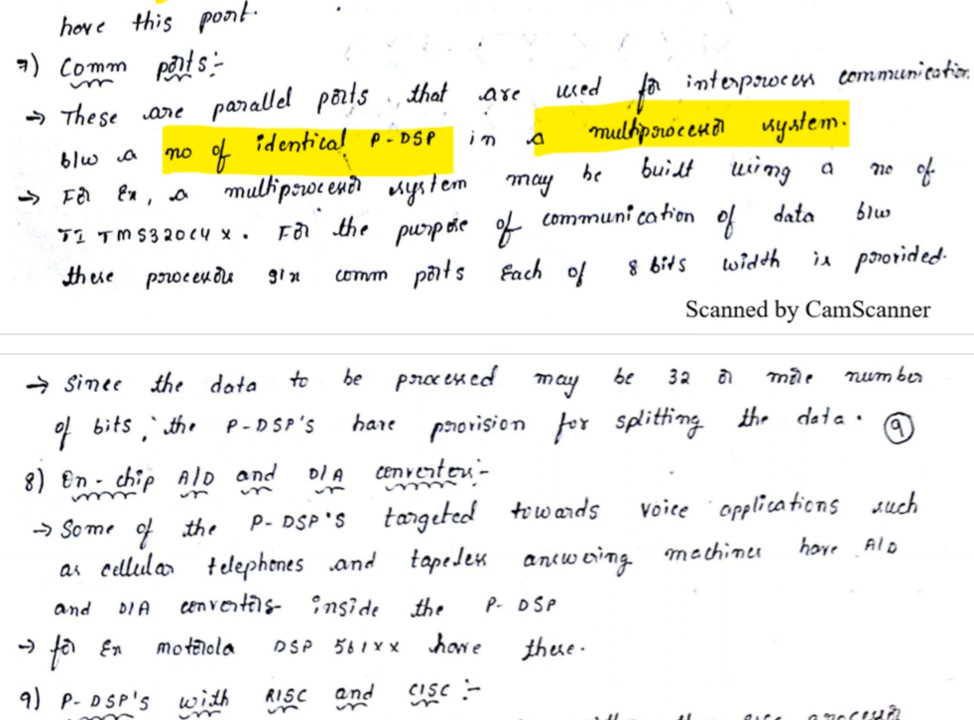 have this port.
7) Comm ports:-
→ These are parallel ports that are used for interprocess communication
b/w a no of identical P-DSP in a multiprocessor system.
→ For Ex, a multiprocessor system may be built using a no of
TI TMS320C4x. For the purpose of communication of data b/w
these processors six comm ports Each of 8 bits width is provided.
Scanned by CamScanner
→ Since the data to be processed may be 32 or more number
of bits, the P-DSP's have provision for splitting the data. 9
8) On-chip A/D and D/A converters:-
→ Some of the P-DSP's targeted towards voice applications such
as cellular telephones and tapeless answering machines have A/D
and D/A converters inside the P-DSP
→ for Ex motorola DSP 561xx have these.
9) P-DSP's with RISC and CISC :-